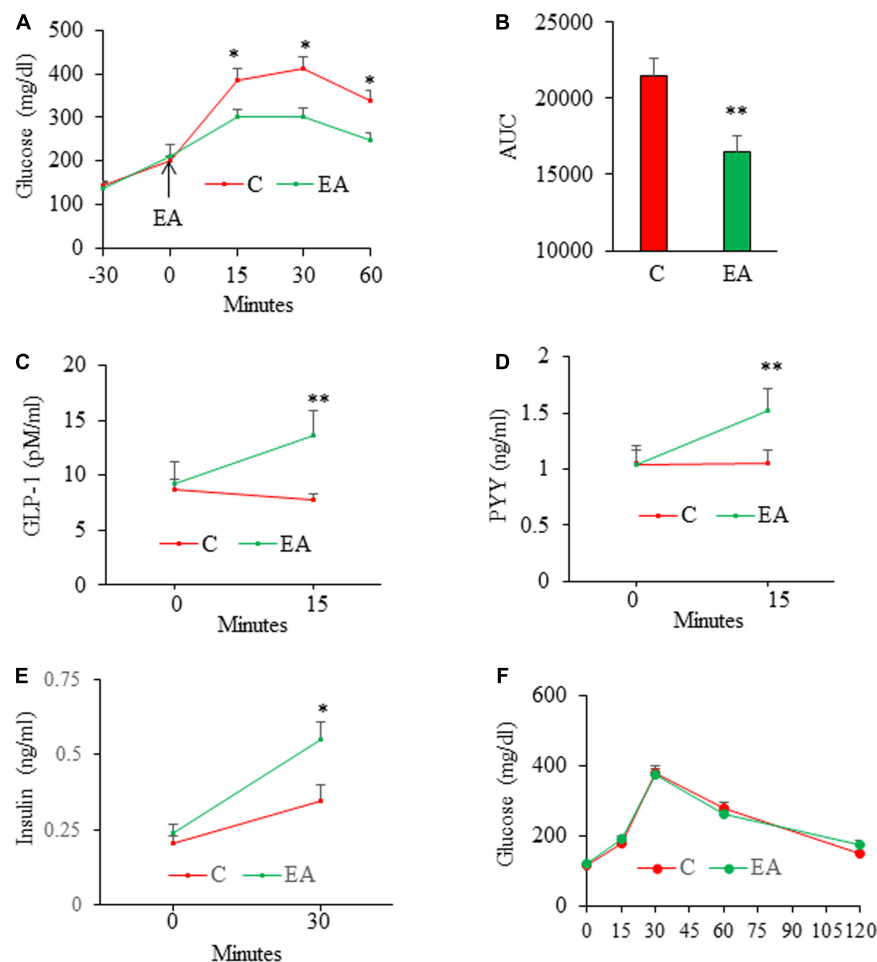 A
Glucose (mg/dl)
500
400
300
200
100
0
* * *
C EA
EA
-30 0 15 30 60
Minutes
B
AUC
25000
20000
15000
10000
**
C EA
C
GLP-1 (pM/ml)
20
15
10
5
0
**
C EA
0 15
Minutes
D
PYY (ng/ml)
2
1.5
1
0.5
0
**
C EA
0 15
Minutes
E
Insulin (ng/ml)
0.75
0.5
0.25
0
*
C EA
0 30
Minutes
F
Glucose (mg/dl)
600
400
200
0
C EA
0 15 30 45 60 75 90 105 120